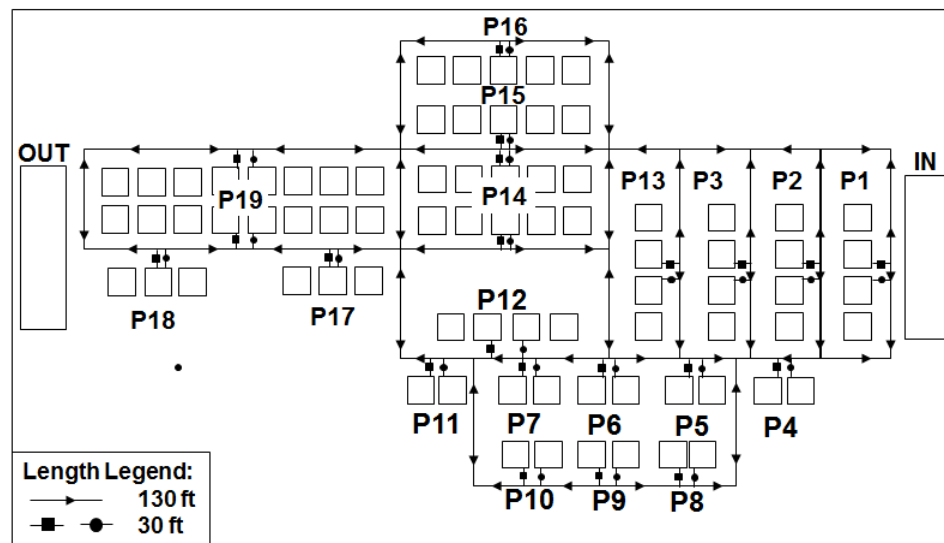 P16
P15
OUT
IN
P13 P3 P2 P1
P19
P14
P12
P18
P17
P11 P7 P6 P5 P4
P10 P9 P8
Length Legend:
130 ft
30 ft